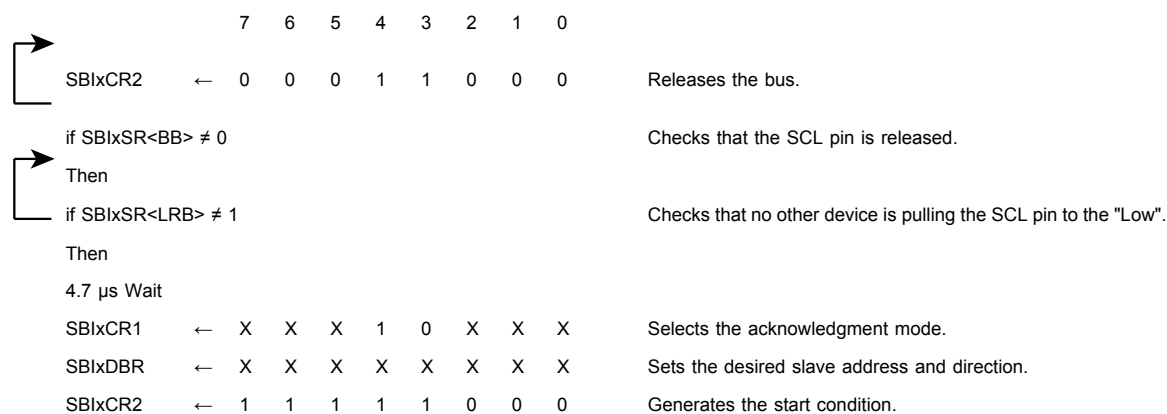 7 6 5 4 3 2 1 0
SBIxCR2 ← 0 0 0 1 1 0 0 0 Releases the bus.
if SBIxSR<BB> ≠ 0 Checks that the SCL pin is released.
Then
if SBIxSR<LRB> ≠ 1 Checks that no other device is pulling the SCL pin to the "Low".
Then
4.7 μs Wait
SBIxCR1 ← X X X 1 0 X X X Selects the acknowledgment mode.
SBIxDBR ← X X X X X X X X Sets the desired slave address and direction.
SBIxCR2 ← 1 1 1 1 1 0 0 0 Generates the start condition.